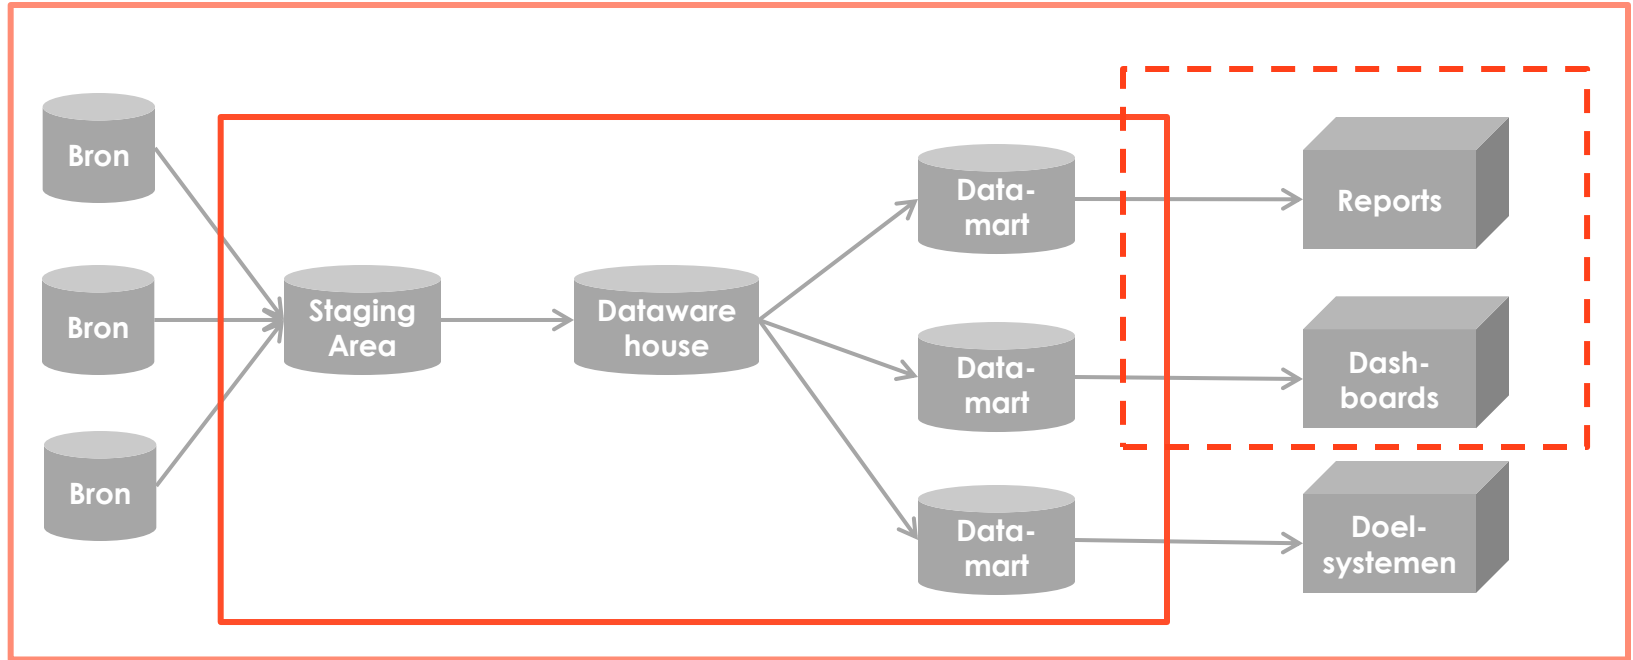 Bron
Bron
Bron
Staging
Area
Dataware
house
Data-
mart
Data-
mart
Data-
mart
Reports
Dash-
boards
Doel-
systemen